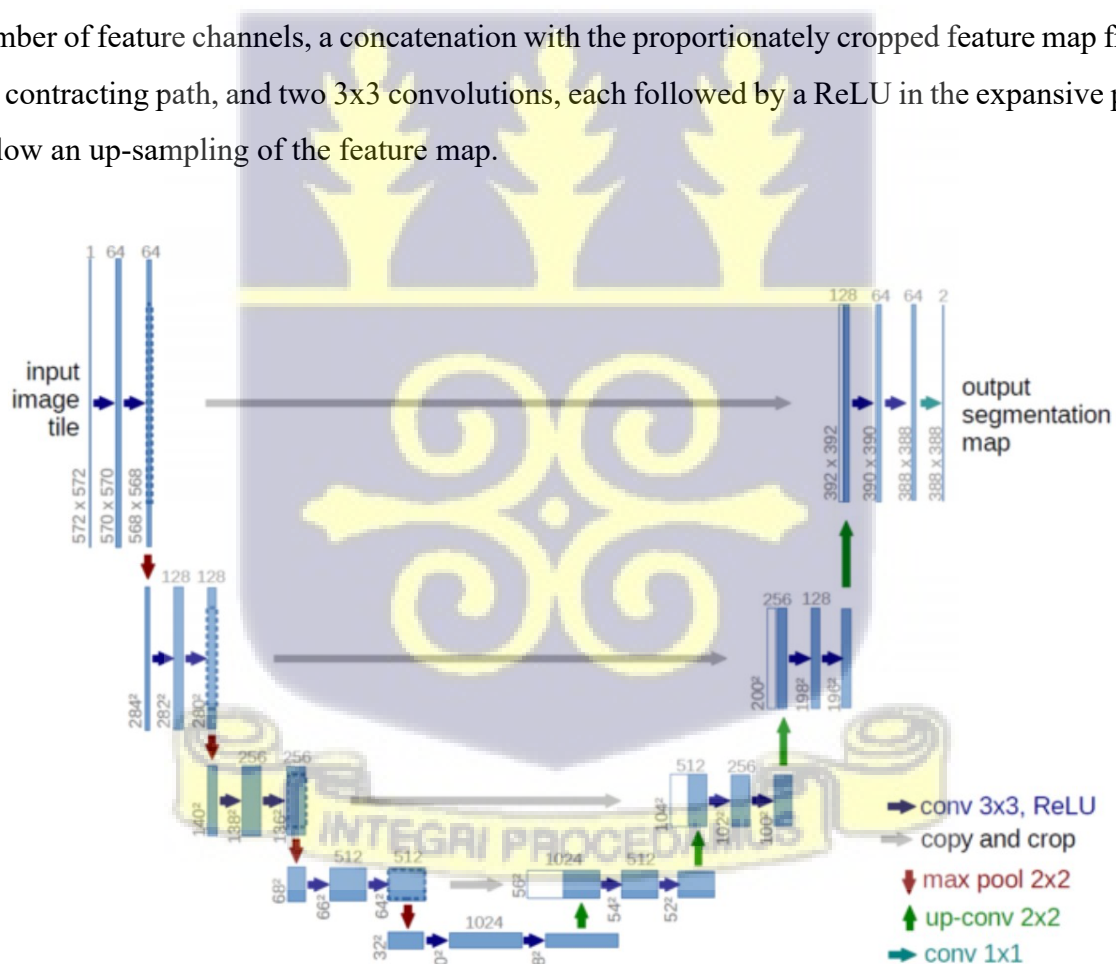 of feature channels, a concatenation with the proportionately cropped feature map
contracting path, and two 3x3 convolutions, each followed by a ReLU in the expansive
an up-sampling of the feature map.
1 64 64
128 64 64 2
input
image
tile
output
segmentation
map
572 x 572
570 x 570
568 x 568
392 x 392
390 x 390
388 x 388
388 x 388
128 128
256 128
284²
282²
280²
200²
198²
196²
256 256
512 256
140²
138²
136²
104²
102²
100²
INTEGRI PROCEDAMUS
512 512
1024 512
68²
66²
64²
56²
54²
52²
1024
32²
conv 3x3, ReLU
copy and crop
max pool 2x2
up-conv 2x2
conv 1x1